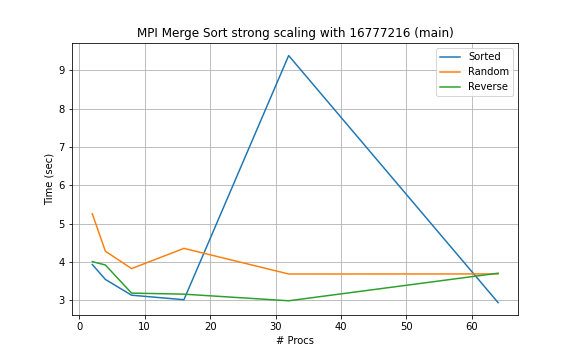 MPI Merge Sort strong scaling with 16777216 (main)
Sorted
Random
Reverse
Time (sec)
9
8
7
6
5
4
3
0 10 20 30 40 50 60
# Procs